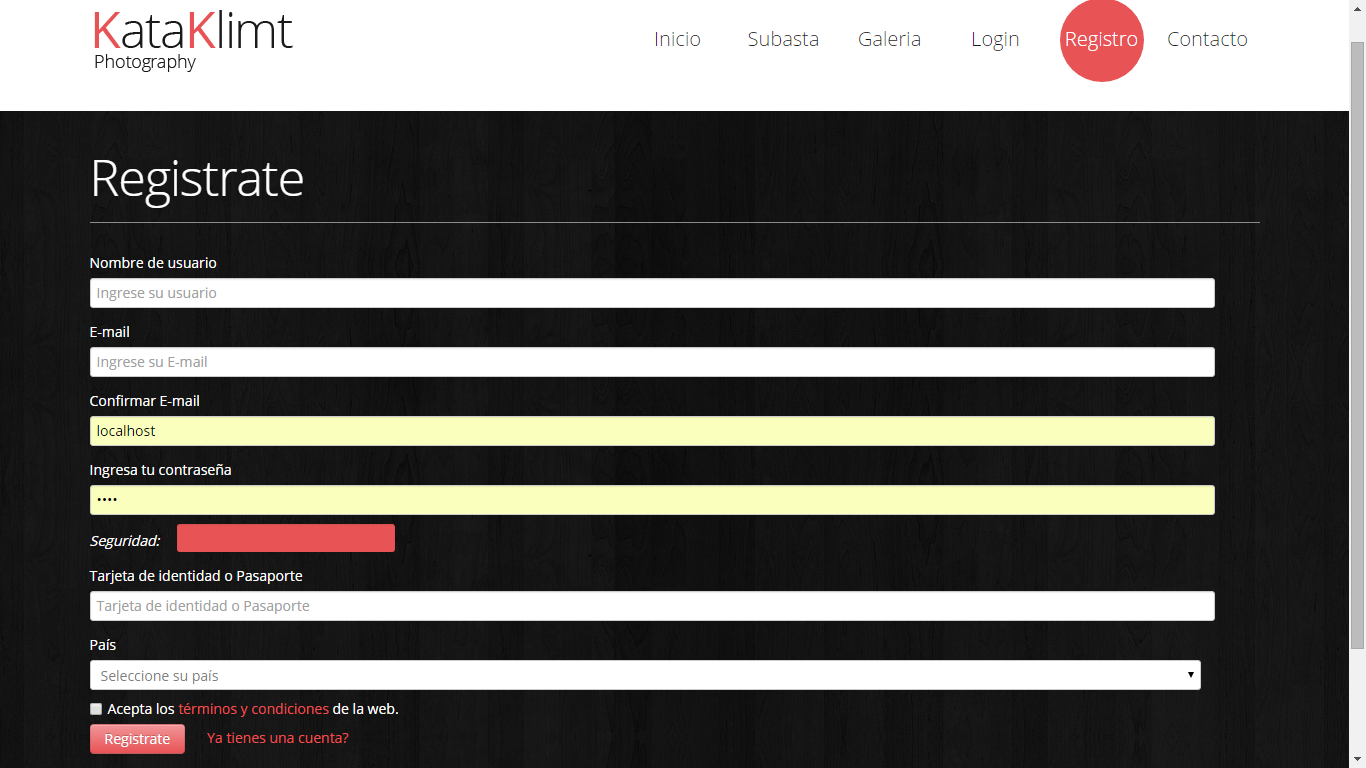 KataKlimt
Photography
Inicio Subasta Galeria Login Registro Contacto
Registrate
Nombre de usuario
Ingrese su usuario
E-mail
Ingrese su E-mail
Confirmar E-mail
localhost
Ingresa tu contraseña
••••
Seguridad:
Tarjeta de identidad o Pasaporte
Tarjeta de identidad o Pasaporte
País
Seleccione su país
Acepta los términos y condiciones de la web.
Registrate Ya tienes una cuenta?